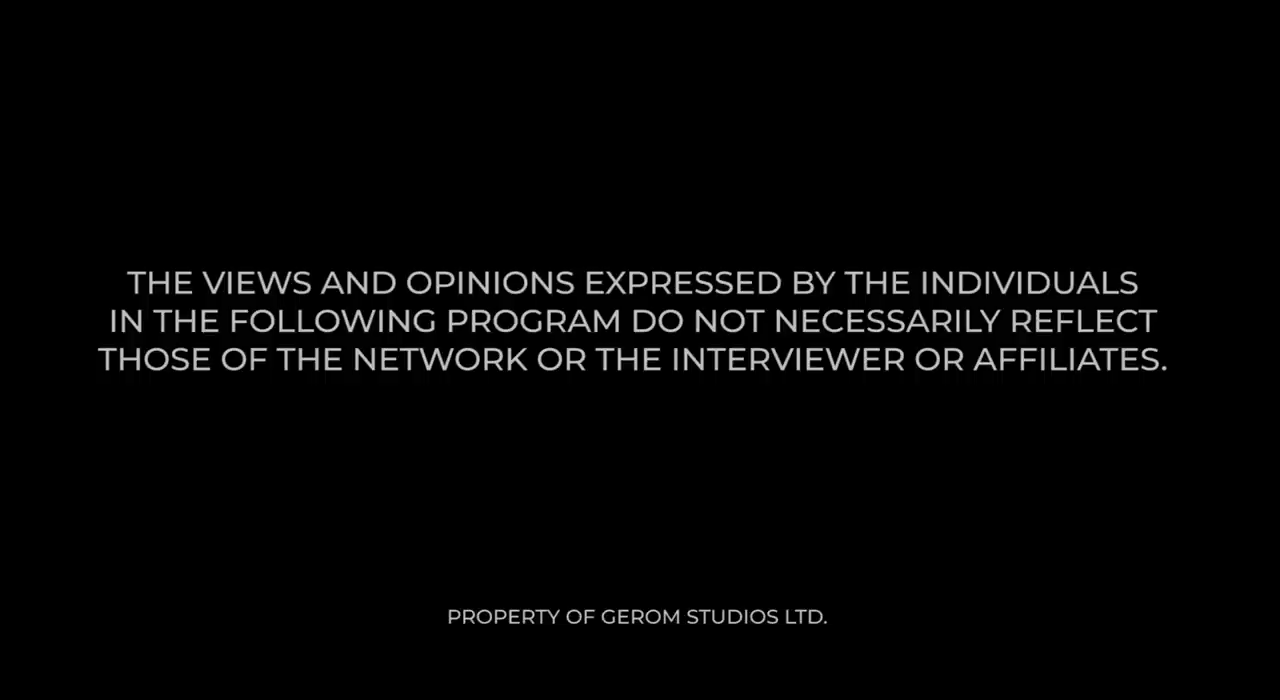 THE VIEWS AND OPINIONS EXPRESSED BY THE INDIVIDUALS
IN THE FOLLOWING PROGRAM DO NOT NECESSARILY REFLECT
THOSE OF THE NETWORK OR THE INTERVIEWER OR AFFILIATES.
PROPERTY OF GEROM STUDIOS LTD.